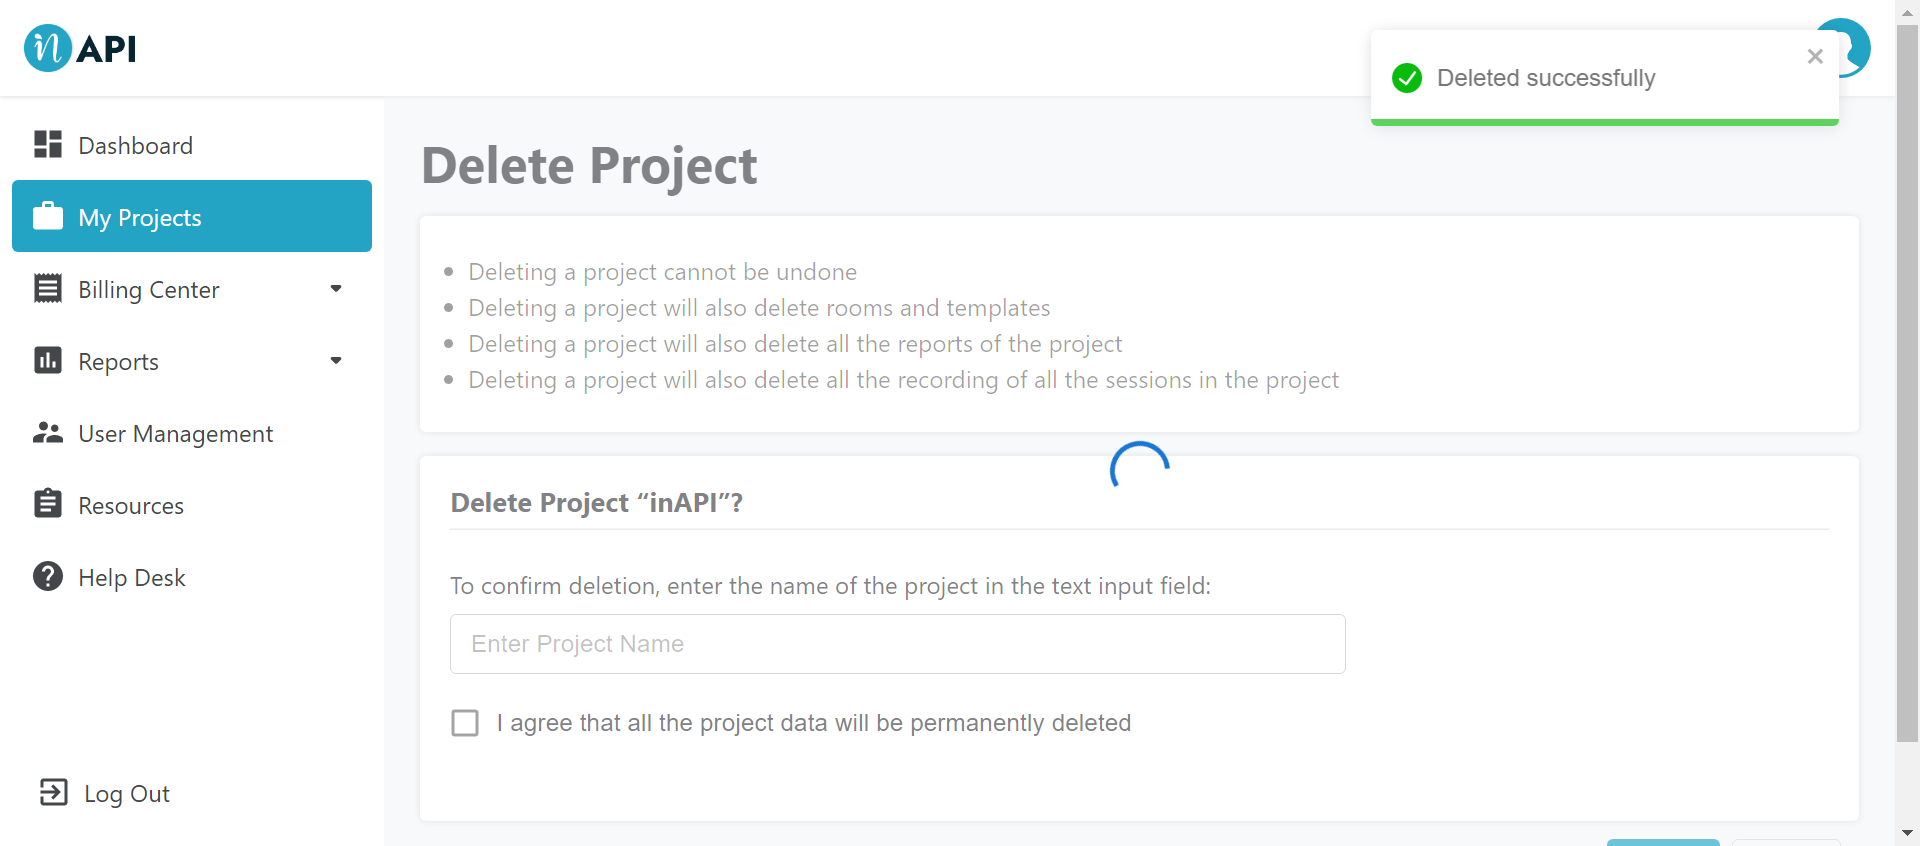 in API
Deleted successfully
Dashboard
My Projects
Billing Center
Reports
User Management
Resources
Help Desk
Log Out
Delete Project
Deleting a project cannot be undone
Deleting a project will also delete rooms and templates
Deleting a project will also delete all the reports of the project
Deleting a project will also delete all the recording of all the sessions in the project
Delete Project “inAPI”?
To confirm deletion, enter the name of the project in the text input field:
Enter Project Name
I agree that all the project data will be permanently deleted